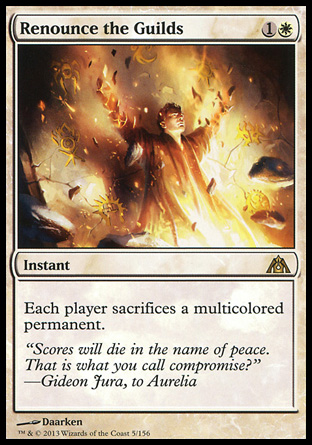 Renounce the Guilds 1
Instant
Each player sacrifices a multicolored
permanent.
“Scores will die in the name of peace.
That is what you call compromise?”
—Gideon Jura, to Aurelia
Daarken
™ & © 2013 Wizards of the Coast 5/156